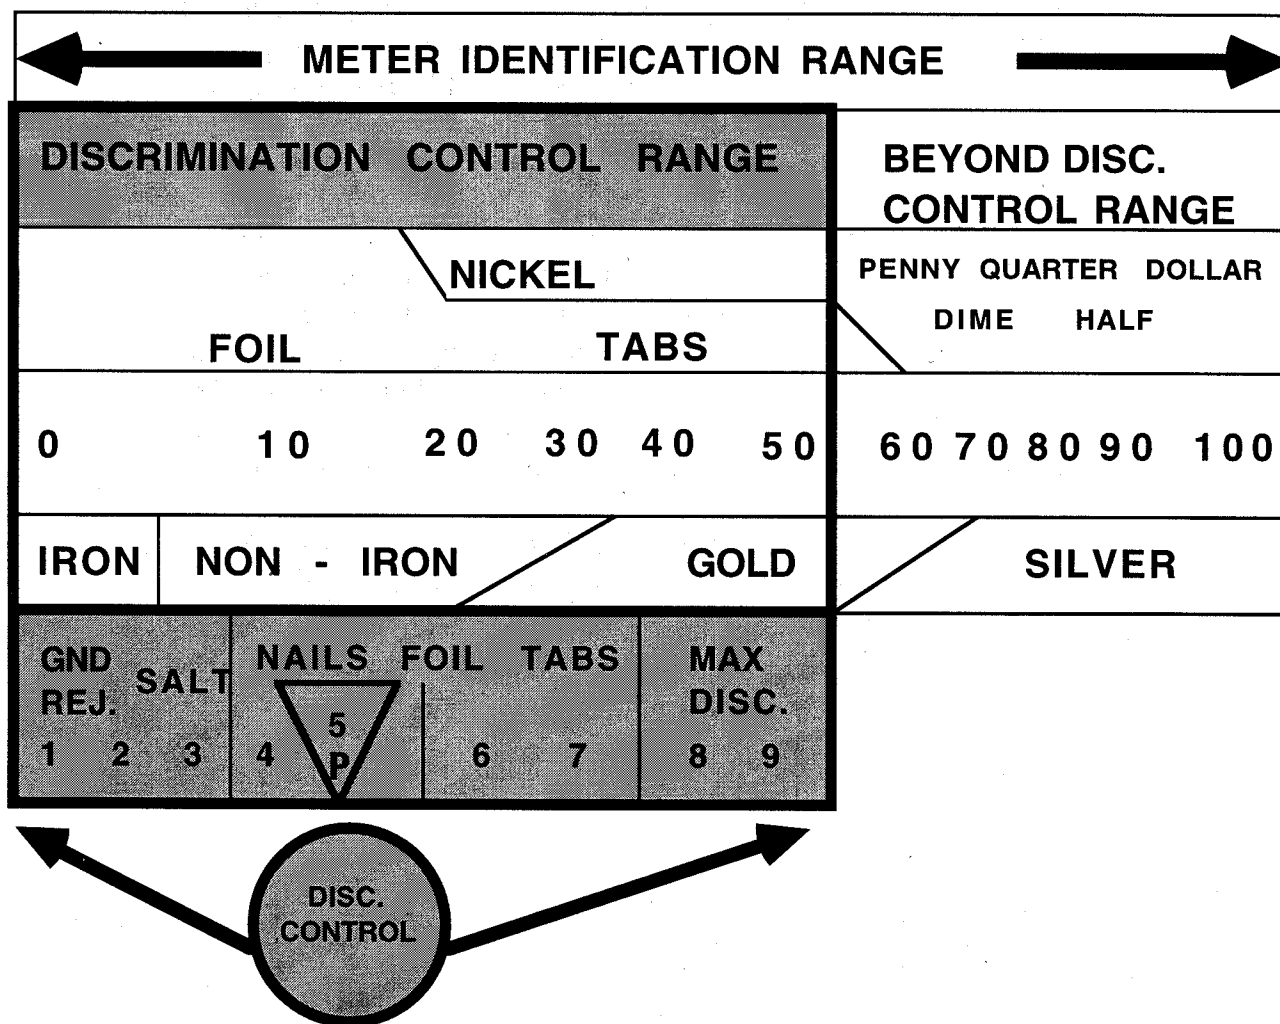 METER IDENTIFICATION RANGE
DISCRIMINATION CONTROL RANGE
BEYOND DISC.
CONTROL RANGE
NICKEL
PENNY QUARTER DOLLAR
DIME HALF
FOIL TABS
0 10 20 30 40 50 60 70 80 90 100
IRON NON - IRON GOLD SILVER
GND
REJ.
SALT
NAILS FOIL TABS
MAX
DISC.
1 2 3 4 5 6 7 8 9
P
DISC.
CONTROL